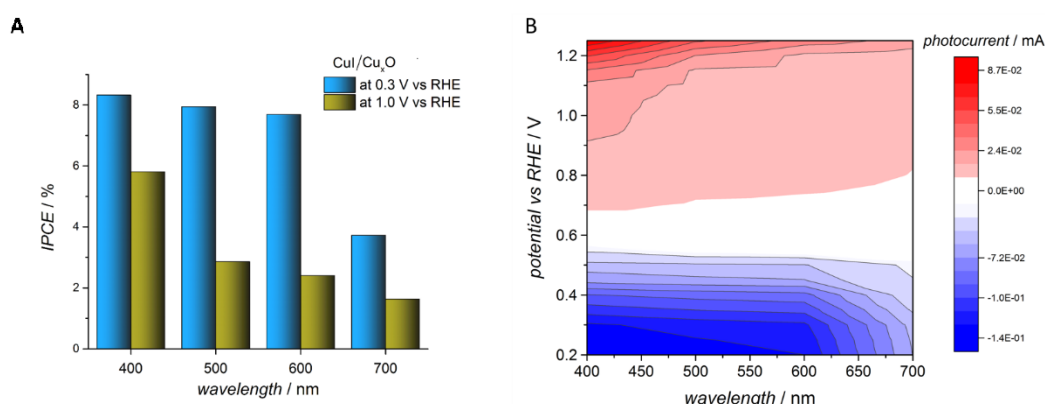 A
CuI/CuₓO
at 0.3 V vs RHE
at 1.0 V vs RHE
8
6
4
2
0
IPCE / %
400 500 600 700
wavelength / nm
B
photocurrent / mA
1.2
1.0
0.8
0.6
0.4
0.2
potential vs RHE / V
400 450 500 550 600 650 700
wavelength / nm
8.7E-02
5.5E-02
2.4E-02
0.0E+00
-7.2E-02
-1.0E-01
-1.4E-01